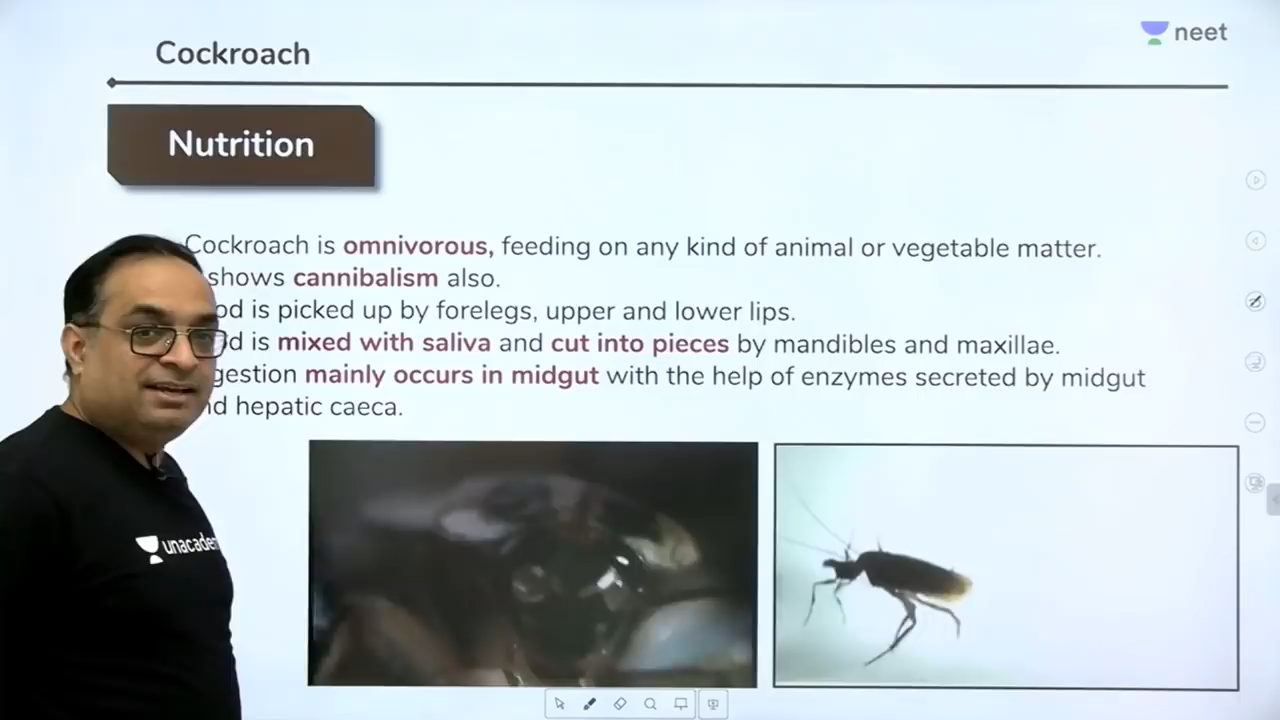 neet
Cockroach
Nutrition
Cockroach is omnivorous, feeding on any kind of animal or vegetable matter.
shows cannibalism also.
od is picked up by forelegs, upper and lower lips.
d is mixed with saliva and cut into pieces by mandibles and maxillae.
gestion mainly occurs in midgut with the help of enzymes secreted by midgut
nd hepatic caeca.
unacadem